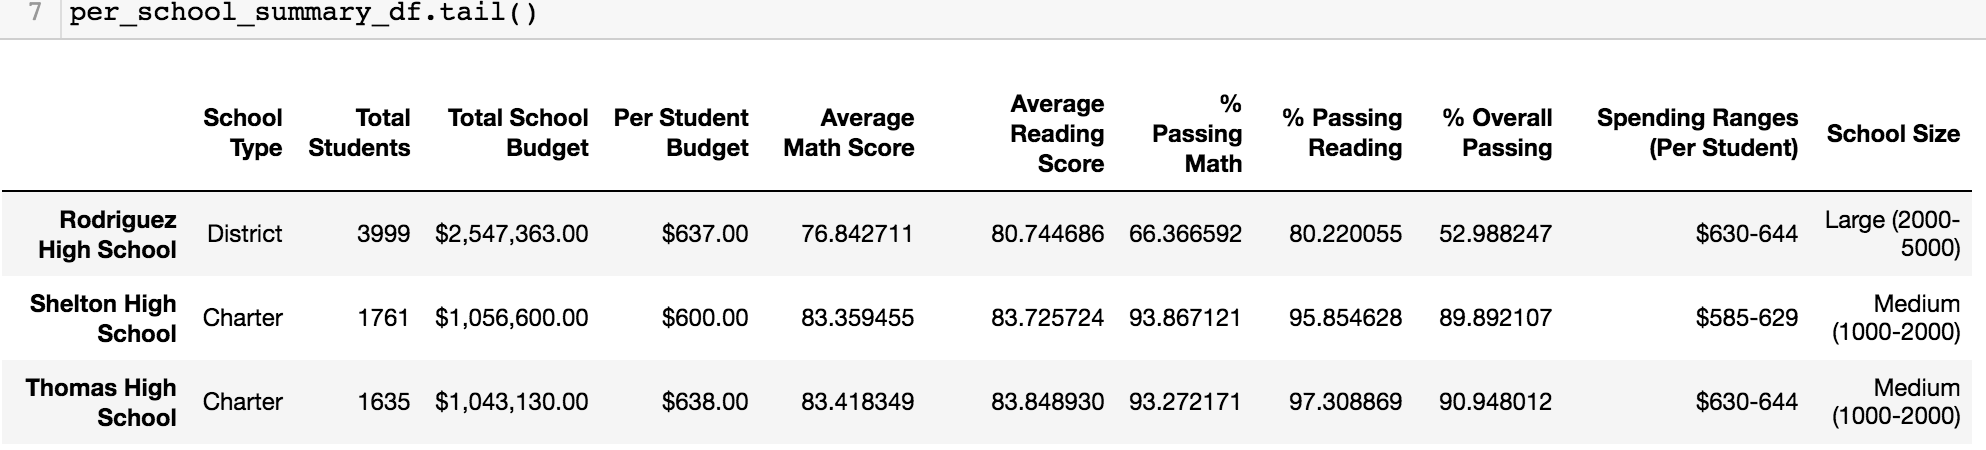 7 per_school_summary_df.tail()
School Type Total Students Total School Budget Per Student Budget Average Math Score Average Reading Score % Passing Math % Passing Reading % Overall Passing Spending Ranges (Per Student) School Size
Rodriguez High School District 3999 $2,547,363.00 $637.00 76.842711 80.744686 66.366592 80.220055 52.988247 $630-644 Large (2000-5000)
Shelton High School Charter 1761 $1,056,600.00 $600.00 83.359455 83.725724 93.867121 95.854628 89.892107 $585-629 Medium (1000-2000)
Thomas High School Charter 1635 $1,043,130.00 $638.00 83.418349 83.848930 93.272171 97.308869 90.948012 $630-644 Medium (1000-2000)